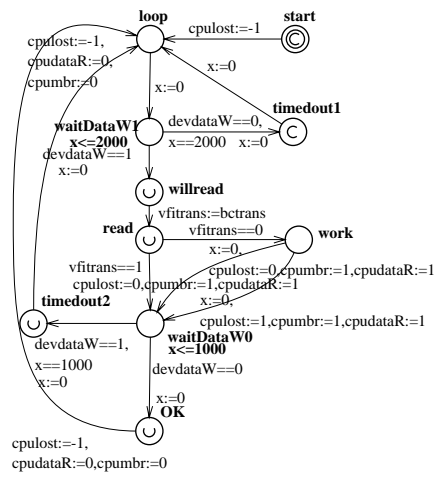 loop
start
cpulost:=-1,
cpulost:=-1
cpudataR:=0,
x:=0
cpumbr:=0
x:=0
timedout1
waitDataW1
devdataW==0,
C
x<=2000
x==2000 x:=0
devdataW==1
x:=0
willread
vfitrans:=bctrans
read
vfitrans==0
work
x:=0,
vfitrans==1
cpulost:=0,cpumbr:=1,cpudataR:=1
cpulost:=0,cpumbr:=1,cpudataR:=1
timedout2
x:=0,
cpulost:=1,cpumbr:=1,cpudataR:=1
waitDataW0
devdataW==1,
x<=1000
x==1000
devdataW==0
x:=0
x:=0
OK
cpulost:=-1,
cpudataR:=0,cpumbr:=0